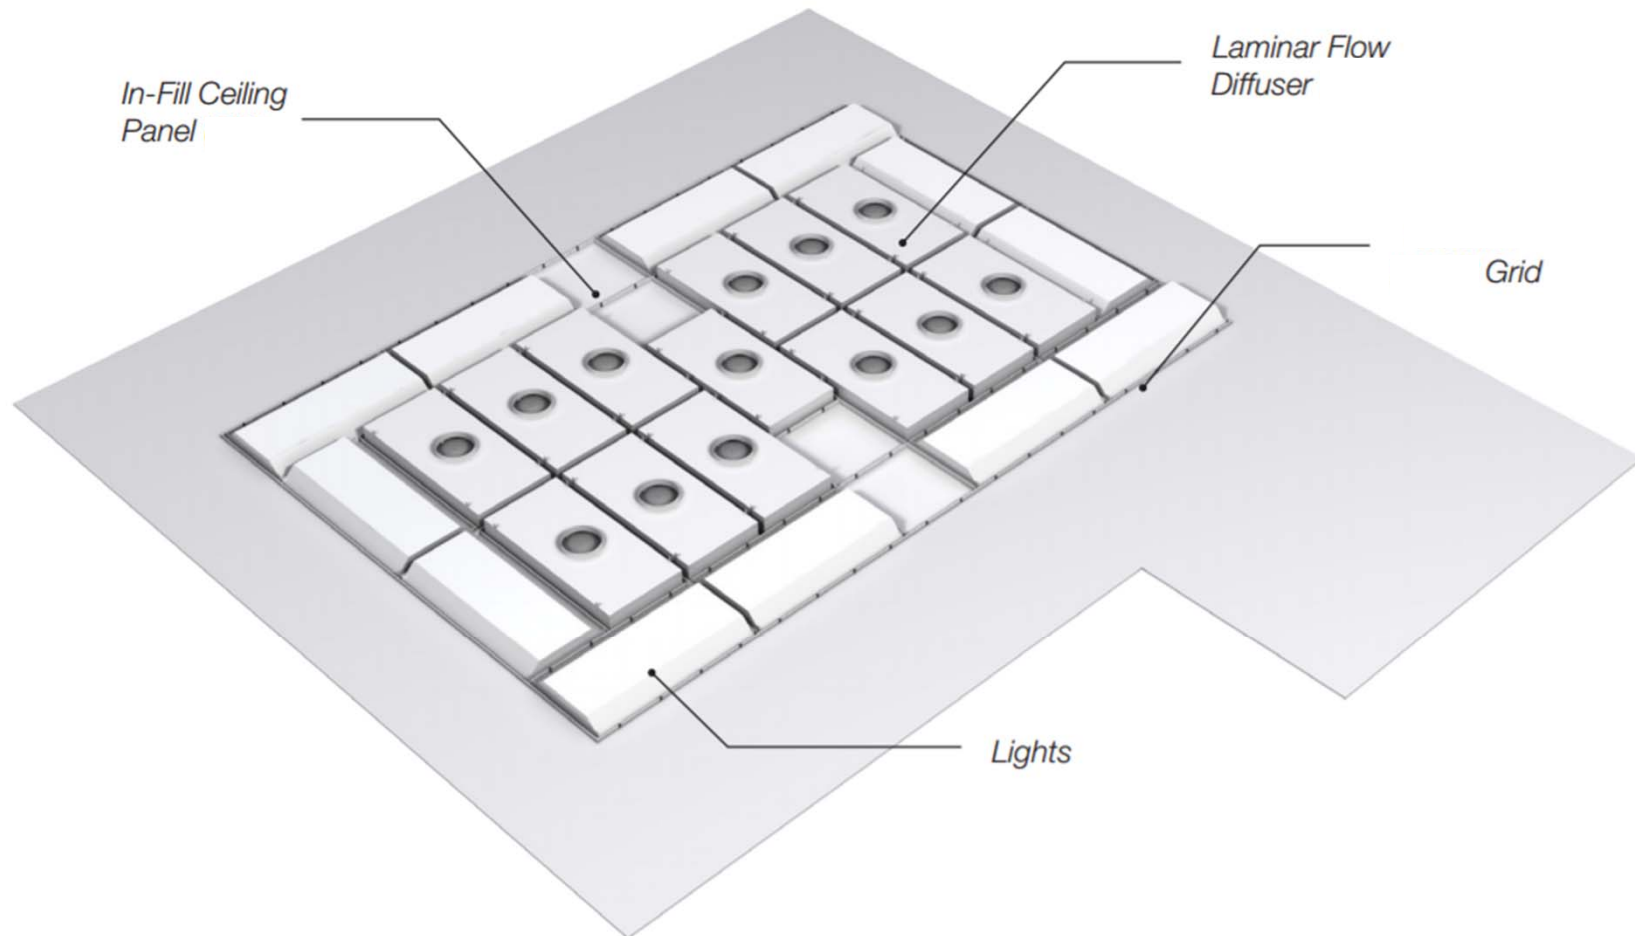 Laminar Flow
Diffuser
In-Fill Ceiling
Panel
Grid
Lights